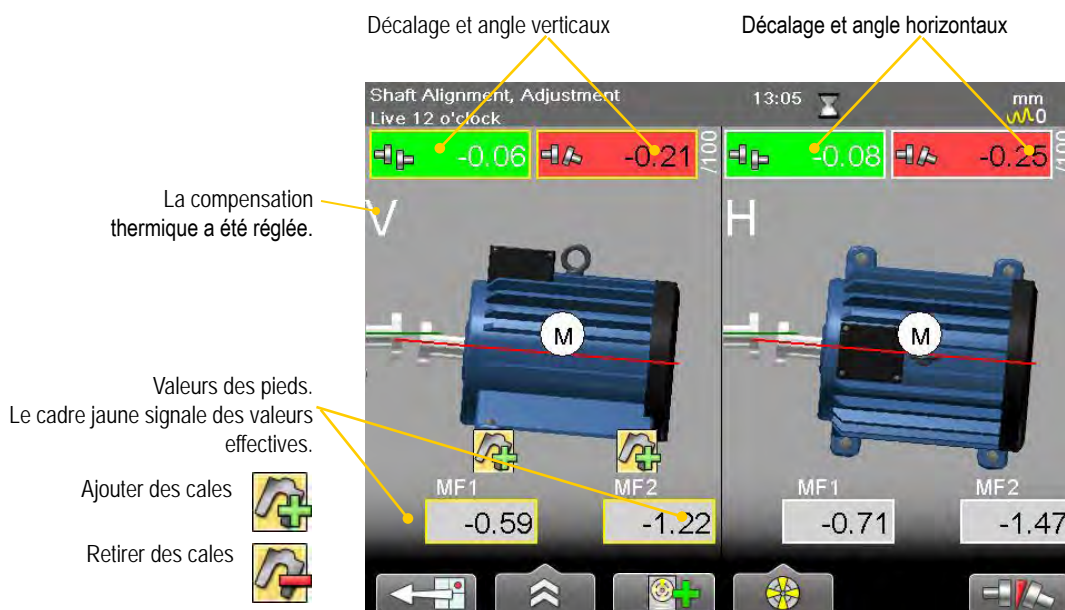 Décalage et angle verticaux
Décalage et angle horizontaux
Shaft Alignment, Adjustment
Live 12 o'clock
13:05
mm
0
-0.06
-0.21
/100
-0.08
-0.25
/100
La compensation
thermique a été réglée.
V
H
M
M
Valeurs des pieds.
Le cadre jaune signale des valeurs
effectives.
Ajouter des cales
Retirer des cales
MF1
MF2
MF1
MF2
-0.59
-1.22
-0.71
-1.47